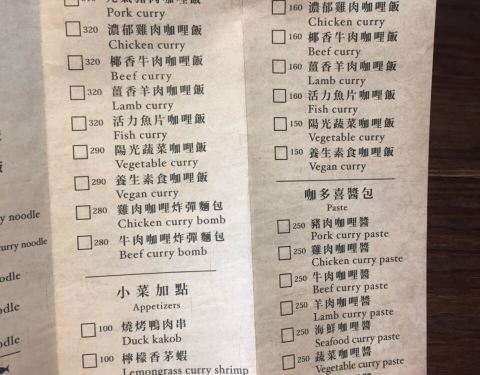 Pork curry
320 濃郁雞肉咖哩飯
Chicken curry
320 椰香牛肉咖哩飯
Beef curry
320 薑香羊肉咖哩飯
Lamb curry
320 活力魚片咖哩飯
Fish curry
290 陽光蔬菜咖哩飯
Vegetable curry
290 養生素食咖哩飯
Vegan curry
280 雞肉咖哩炸彈麵包
Chicken curry bomb
280 牛肉咖哩炸彈麵包
Beef curry bomb
小菜加點
Appetizers
100 燒烤鴨肉串
Duck kakob
100 檸檬香茅蝦
Lemongrass curry shrimp
160 濃郁雞肉咖哩飯
Chicken curry
160 椰香牛肉咖哩飯
Beef curry
160 薑香羊肉咖哩飯
Lamb curry
160 活力魚片咖哩飯
Fish curry
150 陽光蔬菜咖哩飯
Vegetable curry
150 養生素食咖哩飯
Vegan curry
咖多喜醬包
Paste
250 豬肉咖哩醬
Pork curry paste
250 雞肉咖哩醬
Chicken curry paste
250 牛肉咖哩醬
Beef curry paste
250 羊肉咖哩醬
Lamb curry paste
250 海鮮咖哩醬
Seafood curry paste
250 蔬菜咖哩醬
Vegetable curry paste
noodle
curry noodle